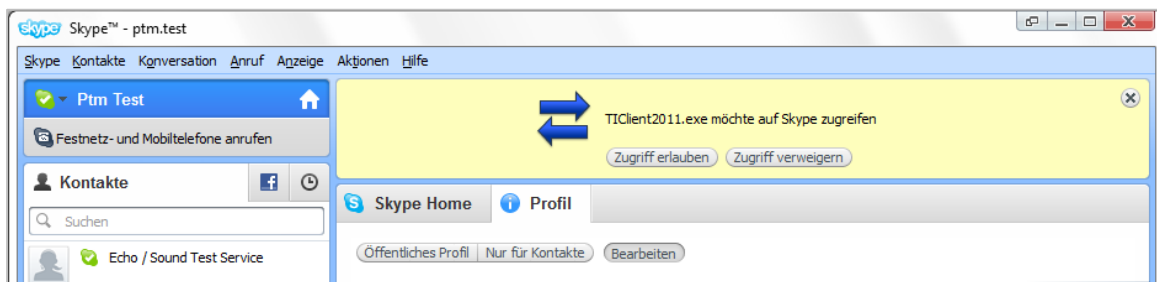 skype Skype™ - ptm.test
Skype Kontakte Konversation Anruf Anzeige Aktionen Hilfe
Ptm Test
Festnetz- und Mobiltelefone anrufen
Kontakte
Suchen
Echo / Sound Test Service
TIClient2011.exe möchte auf Skype zugreifen
Zugriff erlauben Zugriff verweigern
Skype Home Profil
Öffentliches Profil Nur für Kontakte Bearbeiten